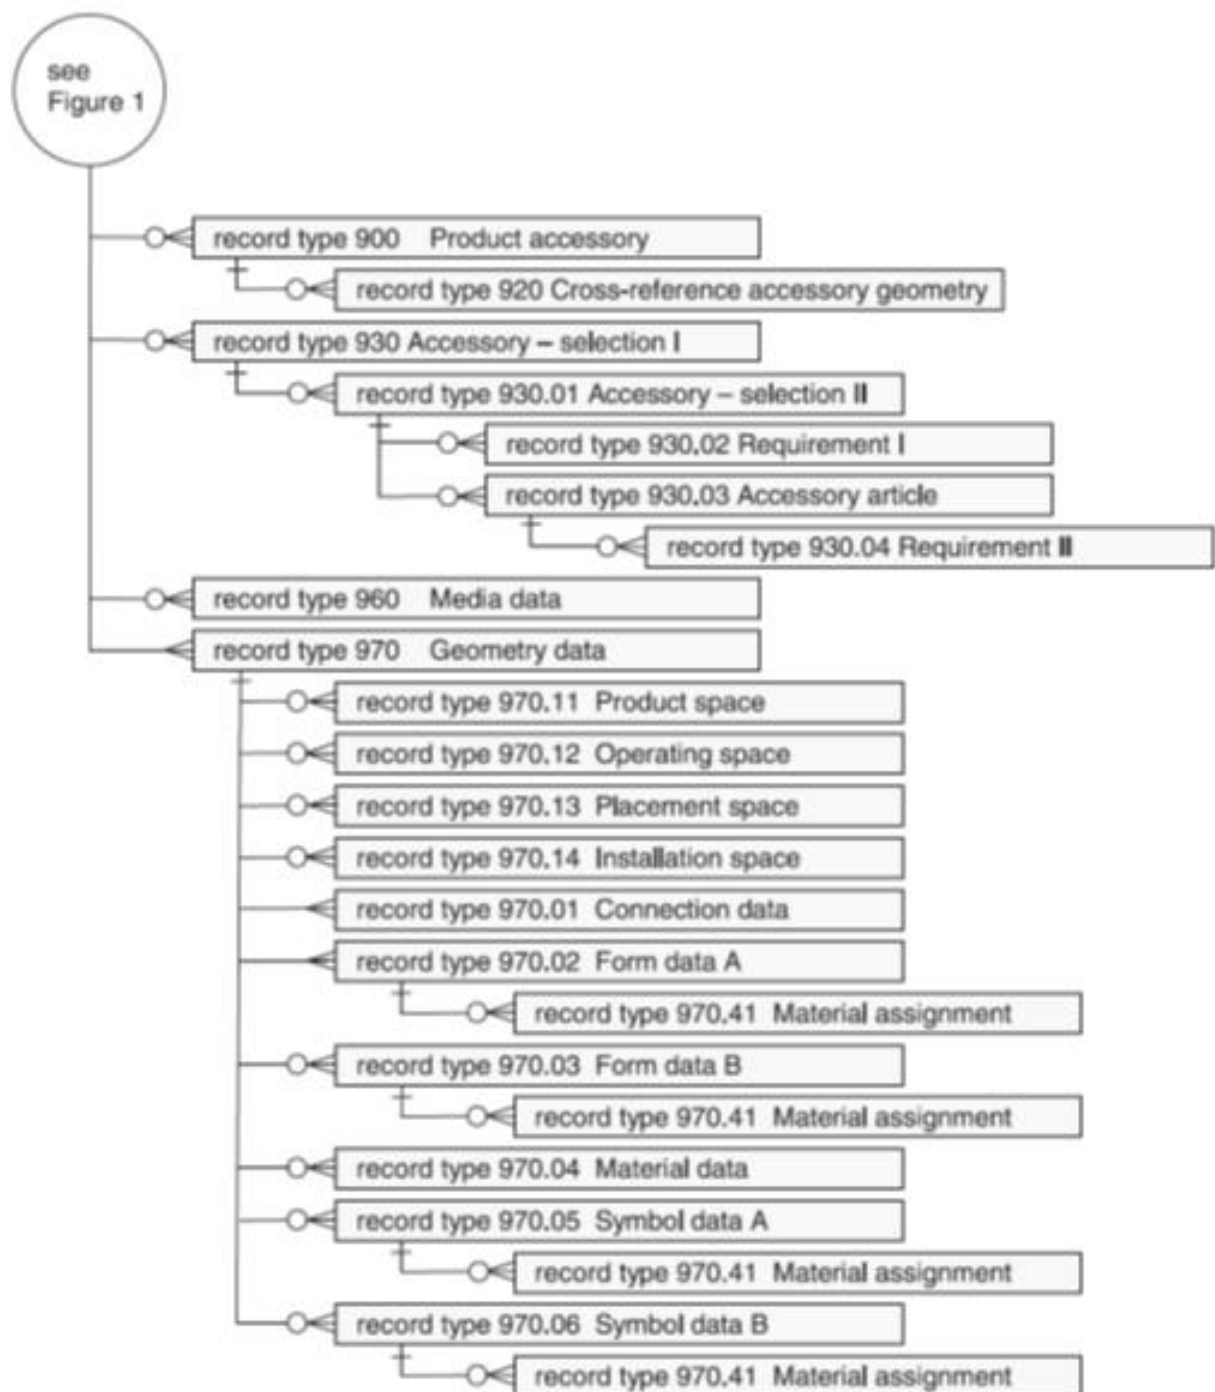 see
Figure 1
record type 900 Product accessory
record type 920 Cross-reference accessory geometry
record type 930 Accessory – selection I
record type 930.01 Accessory – selection II
record type 930.02 Requirement I
record type 930.03 Accessory article
record type 930.04 Requirement II
record type 960 Media data
record type 970 Geometry data
record type 970.11 Product space
record type 970.12 Operating space
record type 970.13 Placement space
record type 970.14 Installation space
record type 970.01 Connection data
record type 970.02 Form data A
record type 970.41 Material assignment
record type 970.03 Form data B
record type 970.41 Material assignment
record type 970.04 Material data
record type 970.05 Symbol data A
record type 970.41 Material assignment
record type 970.06 Symbol data B
record type 970.41 Material assignment